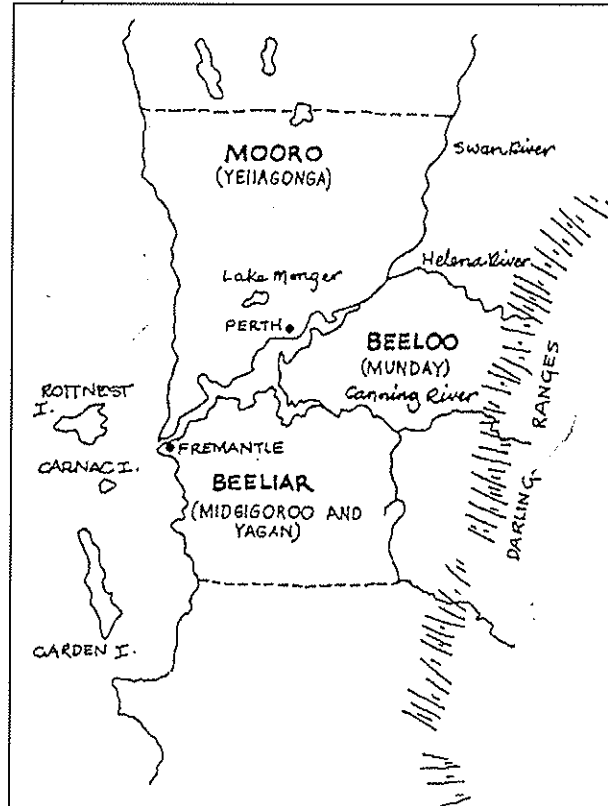 MOORO
(YELLAGONGA)
Swan River
Helena River
Lake Monger
PERTH
BEELOO
(MUNDAY)
Canning River
ROTTNEST
I.
CARNAC I.
FREMANTLE
BEELIAR
(MIDGIGOROO AND
YAGAN)
GARDEN I.
DARLING RANGES